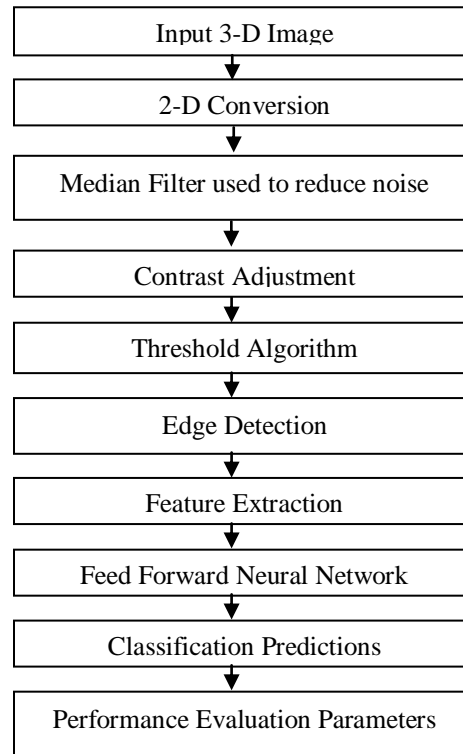 Input 3-D Image
2-D Conversion
Median Filter used to reduce noise
Contrast Adjustment
Threshold Algorithm
Edge Detection
Feature Extraction
Feed Forward Neural Network
Classification Predictions
Performance Evaluation Parameters